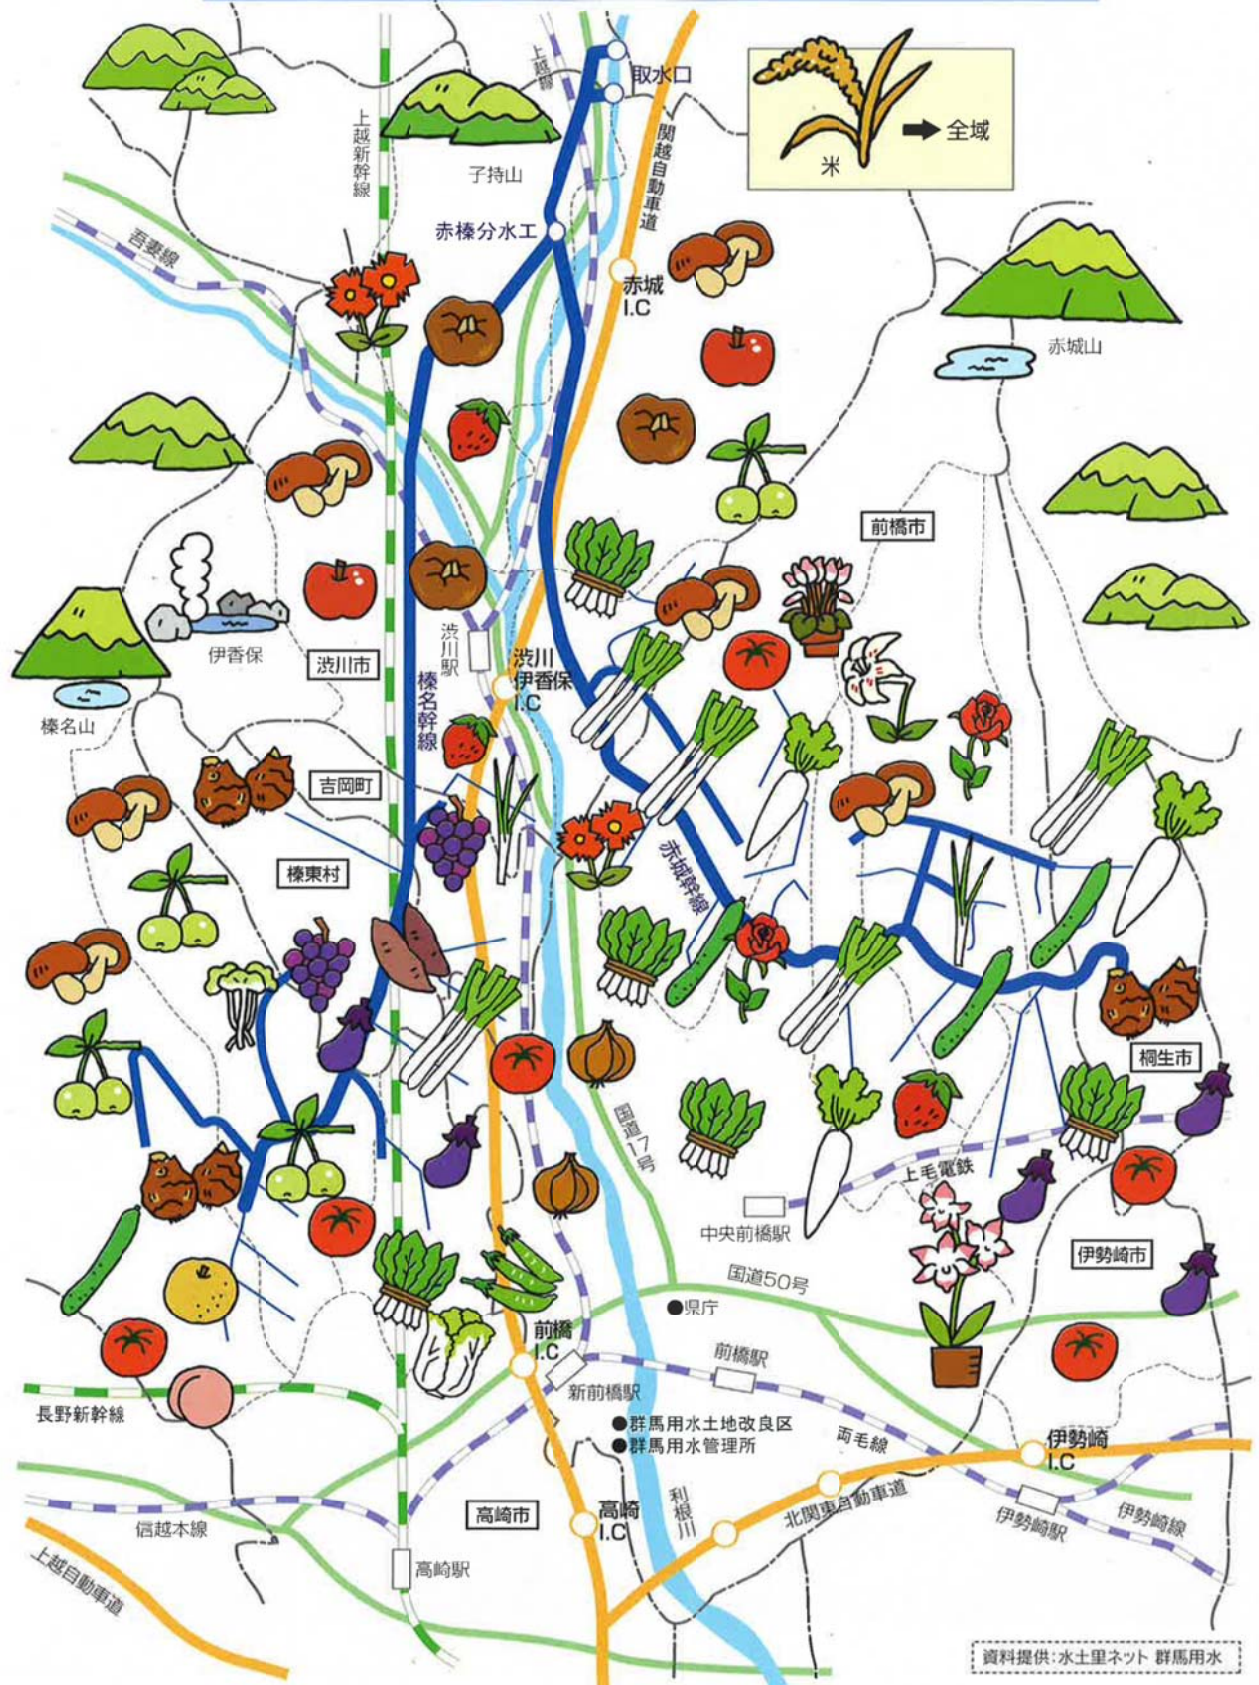 取水口
上越線
関越自動車道
上越新幹線
子持山
米
全域
赤榛分水工
吾妻線
赤城
I.C
赤城山
前橋市
伊香保
渋川市
渋川駅
渋川
伊香保
I.C
榛名山
榛名幹線
吉岡町
榛東村
赤城幹線
桐生市
国道17号
上毛電鉄
中央前橋駅
伊勢崎市
国道50号
県庁
前橋
I.C
前橋駅
新前橋駅
長野新幹線
群馬用水土地改良区
群馬用水管理所
両毛線
伊勢崎
I.C
高崎市
高崎
I.C
利根川
北関東自動車道
伊勢崎駅
伊勢崎線
信越本線
高崎駅
上越自動車道
資料提供:水土里ネット 群馬用水